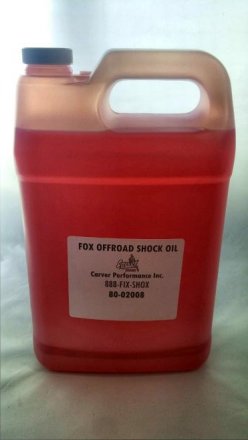 FOX OFFROAD SHOCK OIL
Carver Performance Inc.
888-FIX-SHOX
80-02008